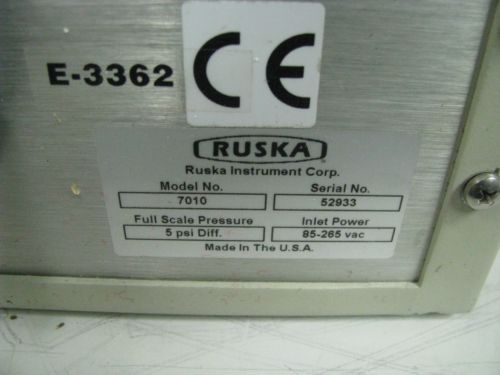 E-3362 CE
RUSKA
Ruska Instrument Corp.
Model No. Serial No.
7010 52933
Full Scale Pressure Inlet Power
5 psi Diff. 85-265 vac
Made In The U.S.A.